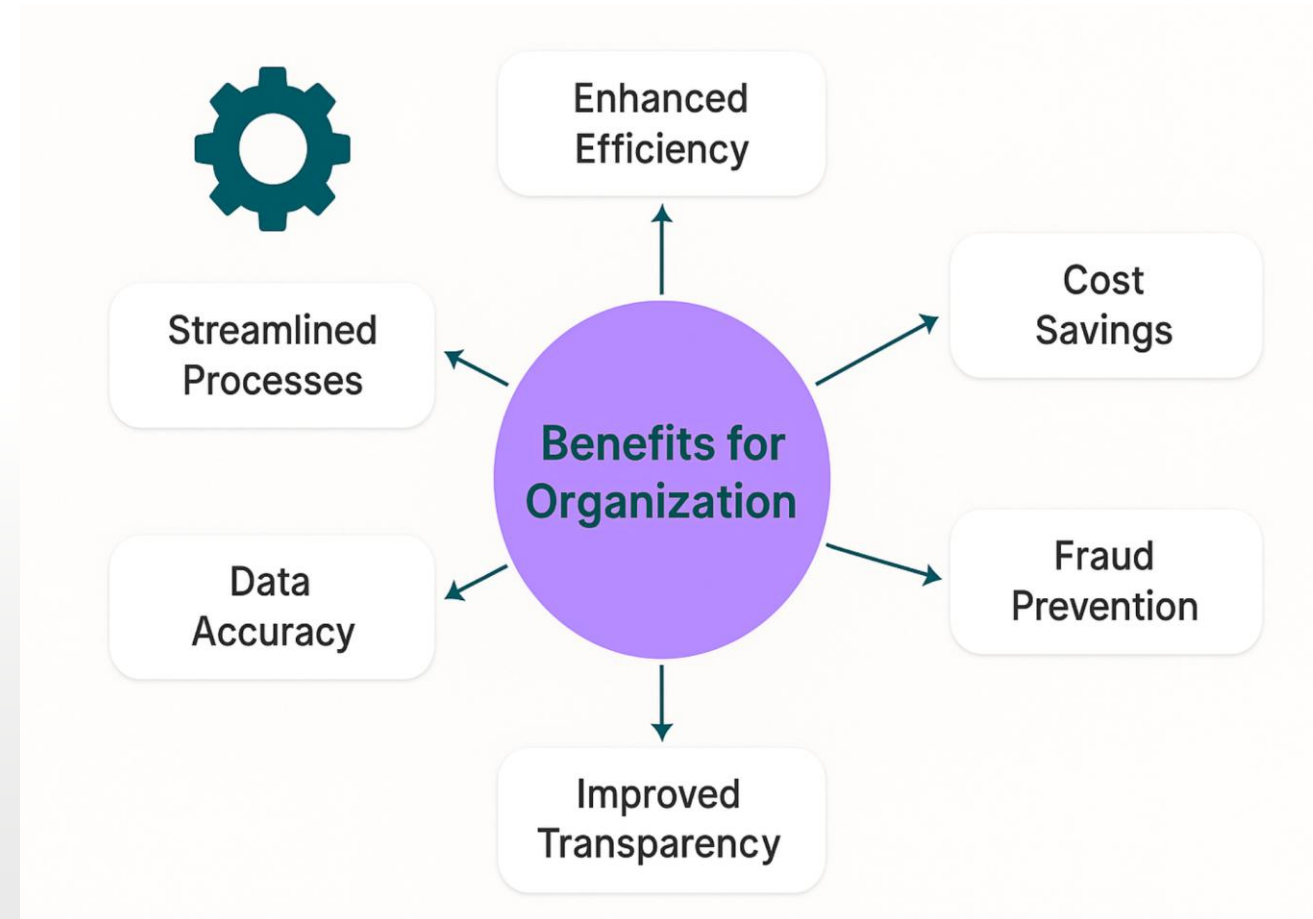 Enhanced
Efficiency
Cost
Savings
Streamlined
Processes
Benefits for
Organization
Fraud
Prevention
Data
Accuracy
Improved
Transparency